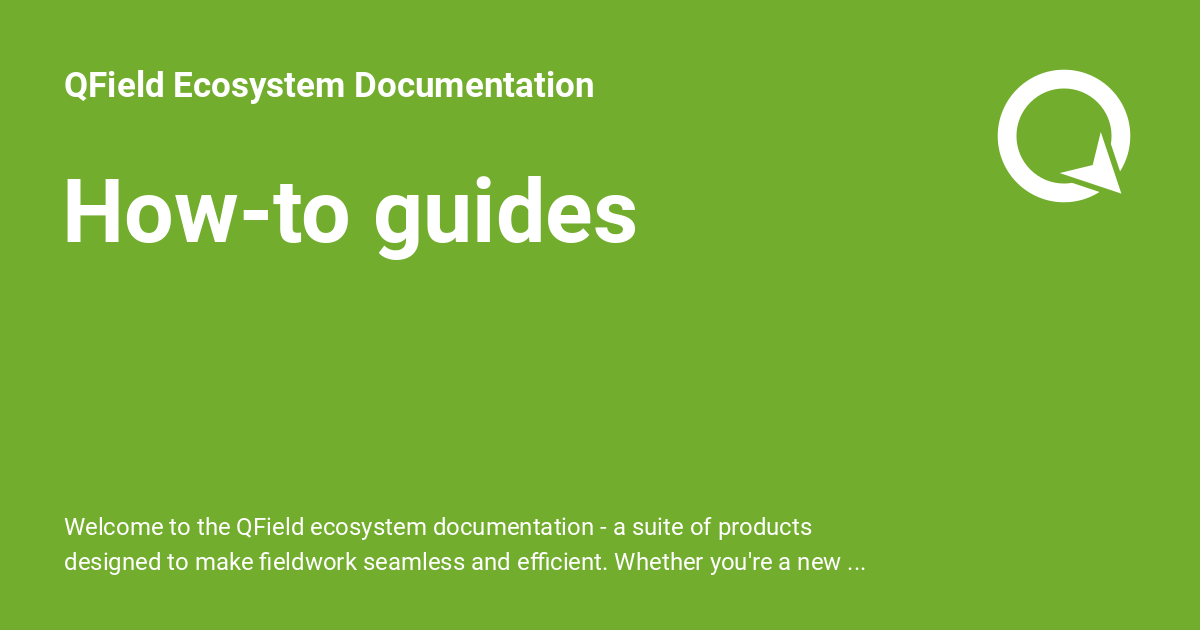 QField Ecosystem Documentation
How-to guides
Welcome to the QField ecosystem documentation - a suite of products
designed to make fieldwork seamless and efficient. Whether you're a new ...